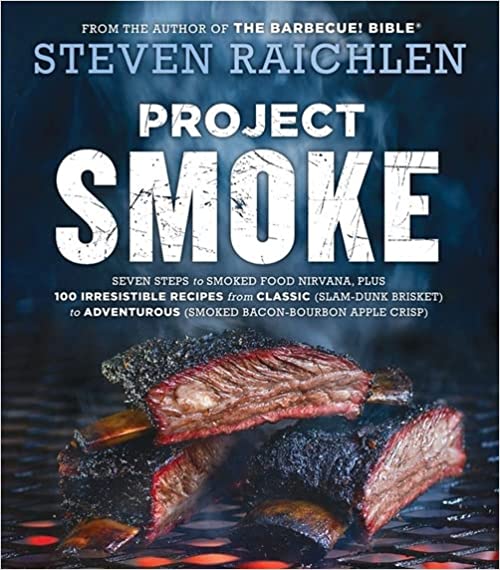 FROM THE AUTHOR OF THE BARBECUE! BIBLE®
STEVEN RAICHLEN
PROJECT
SMOKE
SEVEN STEPS to SMOKED FOOD NIRVANA, PLUS
100 IRRESISTIBLE RECIPES from CLASSIC (SLAM-DUNK BRISKET)
to ADVENTUROUS (SMOKED BACON-BOURBON APPLE CRISP)